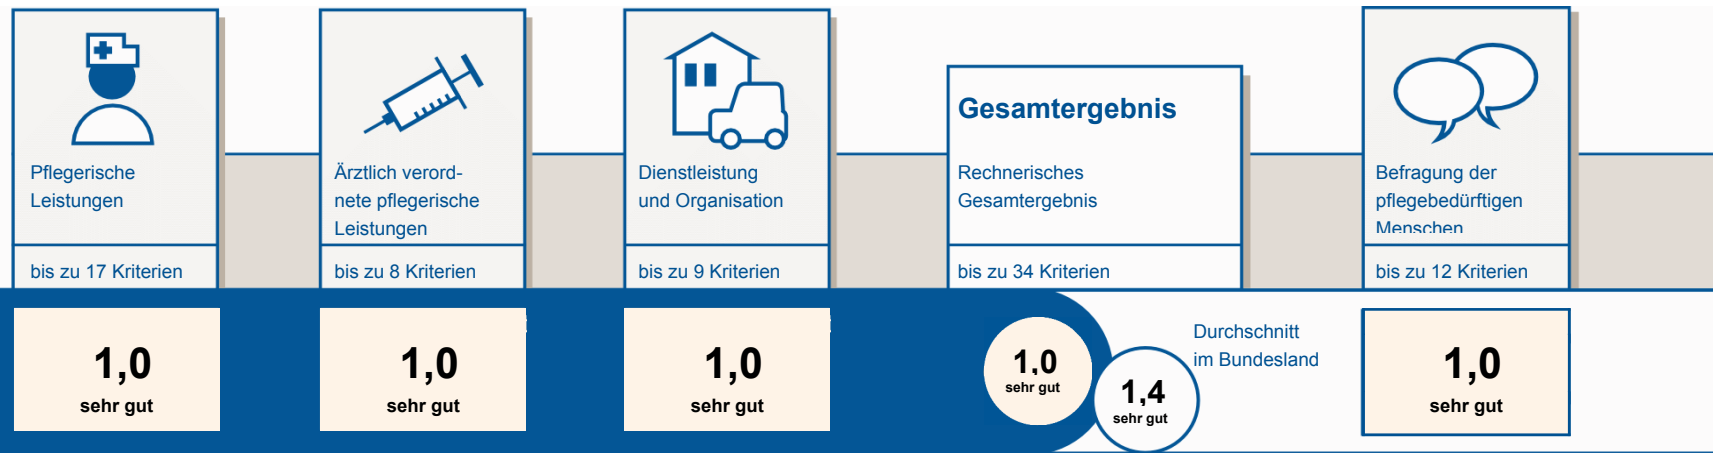 Pflegerische
Leistungen
bis zu 17 Kriterien
1,0
sehr gut
Ärztlich verord-
nete pflegerische
Leistungen
bis zu 8 Kriterien
1,0
sehr gut
Dienstleistung
und Organisation
bis zu 9 Kriterien
1,0
sehr gut
Gesamtergebnis
Rechnerisches
Gesamtergebnis
bis zu 34 Kriterien
1,0
sehr gut
1,4
sehr gut
Durchschnitt
im Bundesland
Befragung der
pflegebedürftigen
Menschen
bis zu 12 Kriterien
1,0
sehr gut